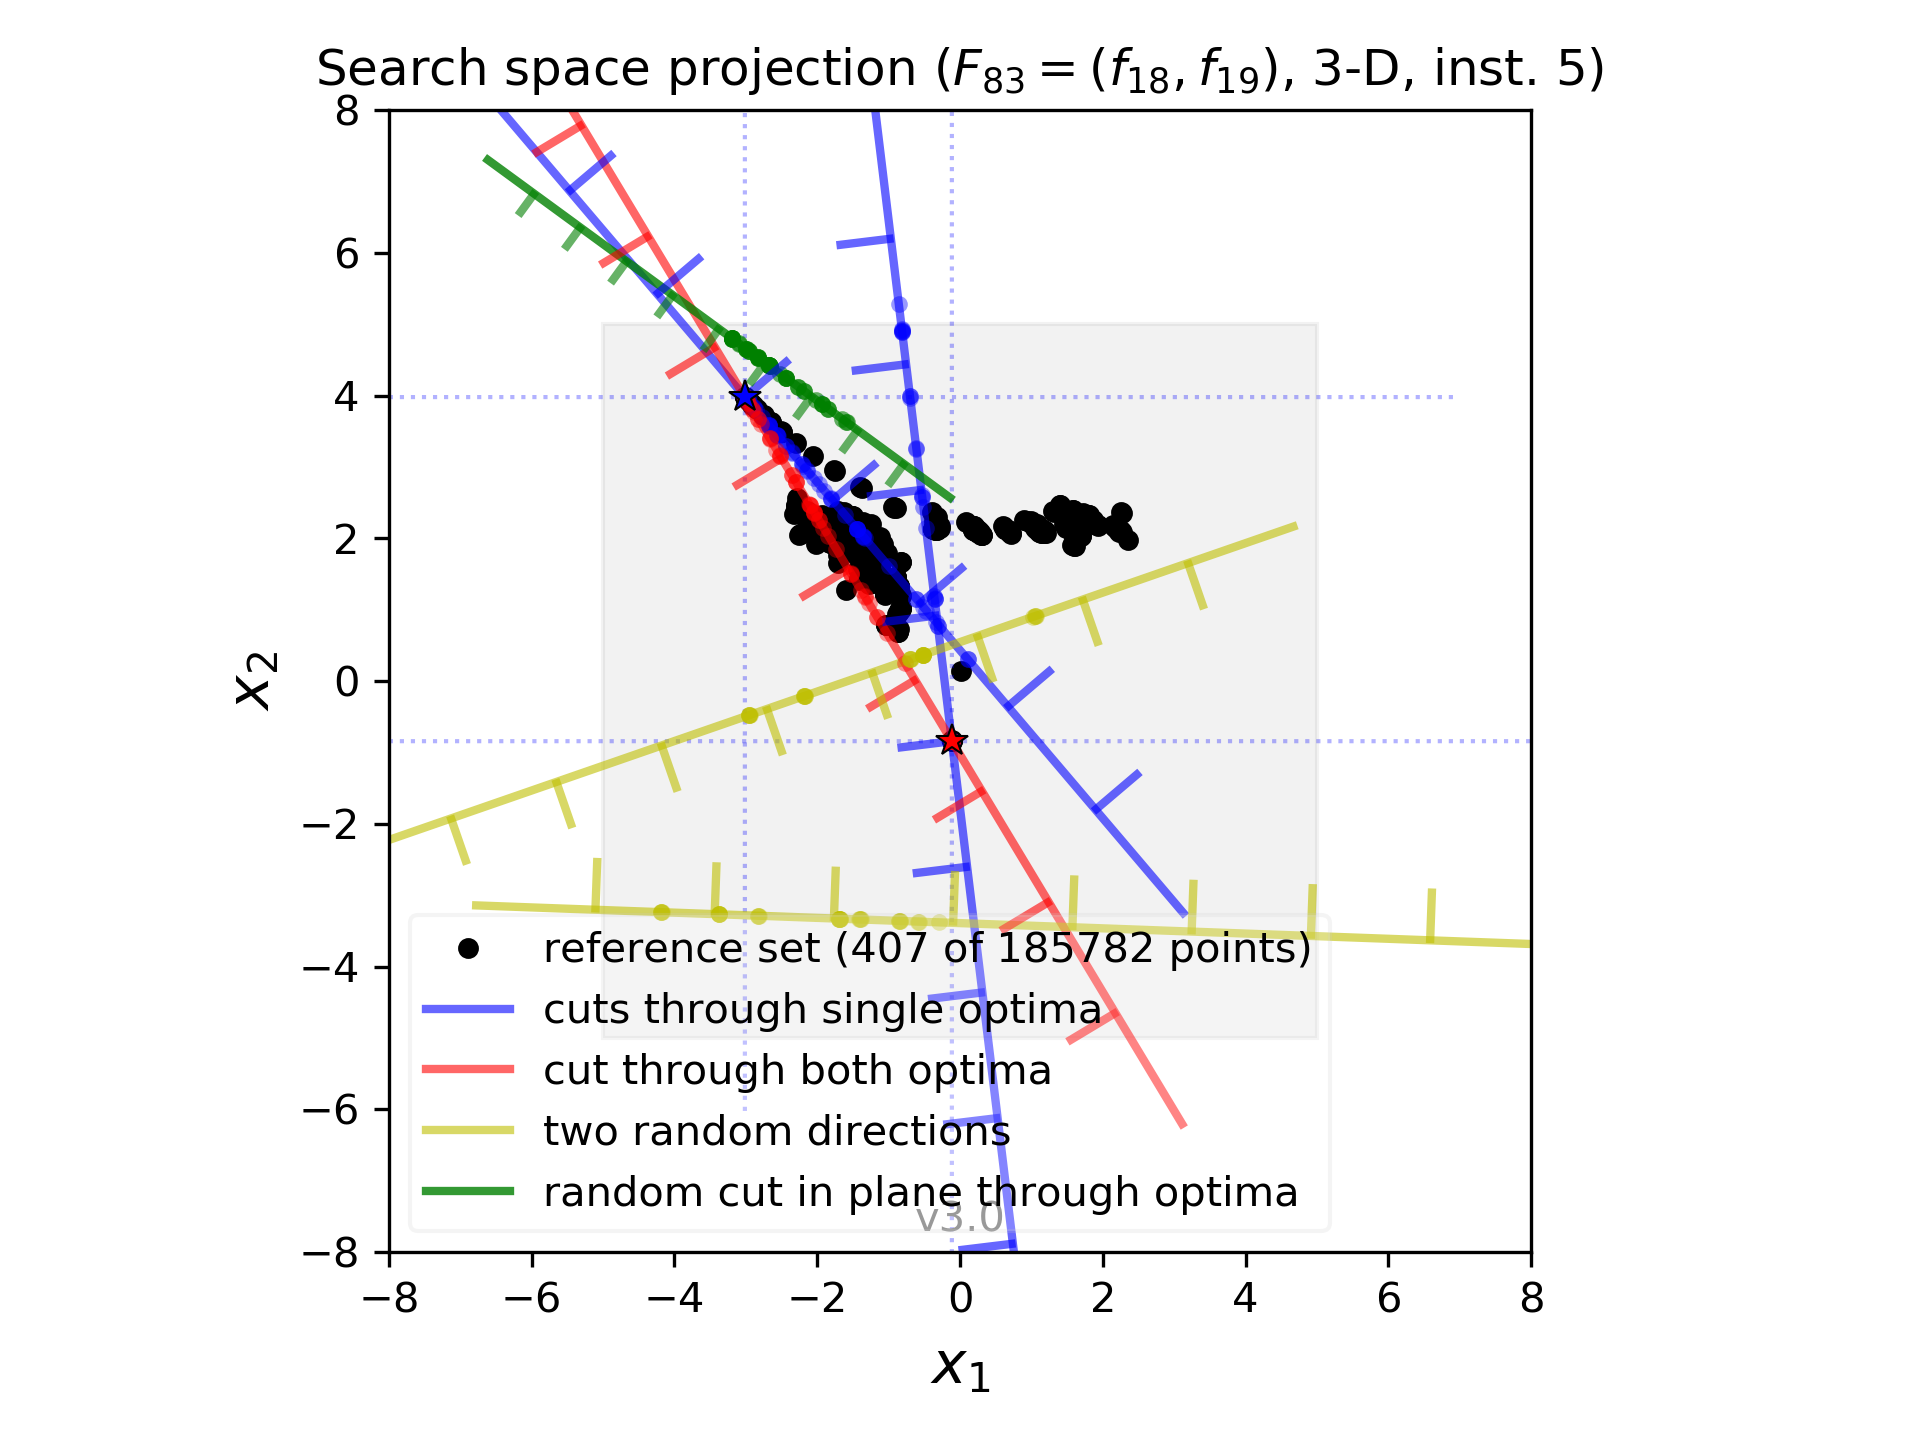 Search space projection (F83 = (f18, f19), 3-D, inst. 5)
8
6
4
2
0
−2
−4
−6
−8
x2
reference set (407 of 185782 points)
cuts through single optima
cut through both optima
two random directions
random cut in plane through optima
v3.0
−8 −6 −4 −2 0 2 4 6 8
x1